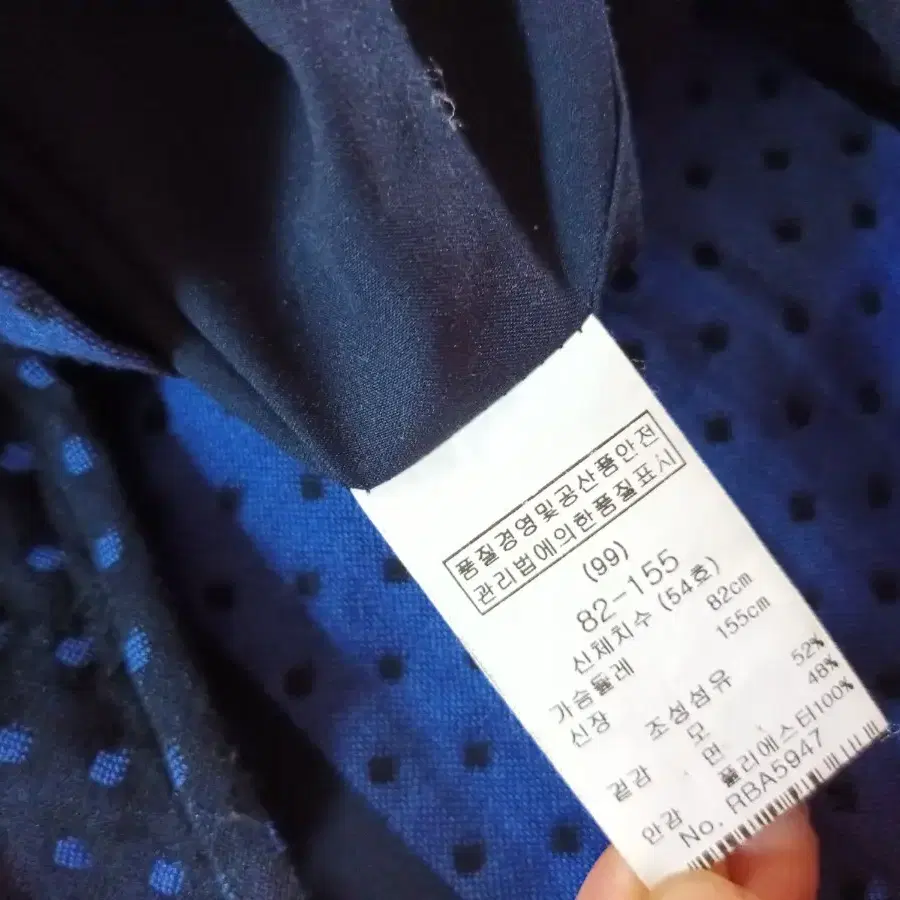 품질경영및공산품안전
관리법에의한품질표시
(99)
82-155
신체치수 (54호)
가슴둘레 82cm
신장 155cm
조성섬유
겉감 모 52%
면 48%
안감 폴리에스터100%
No. RBA5947